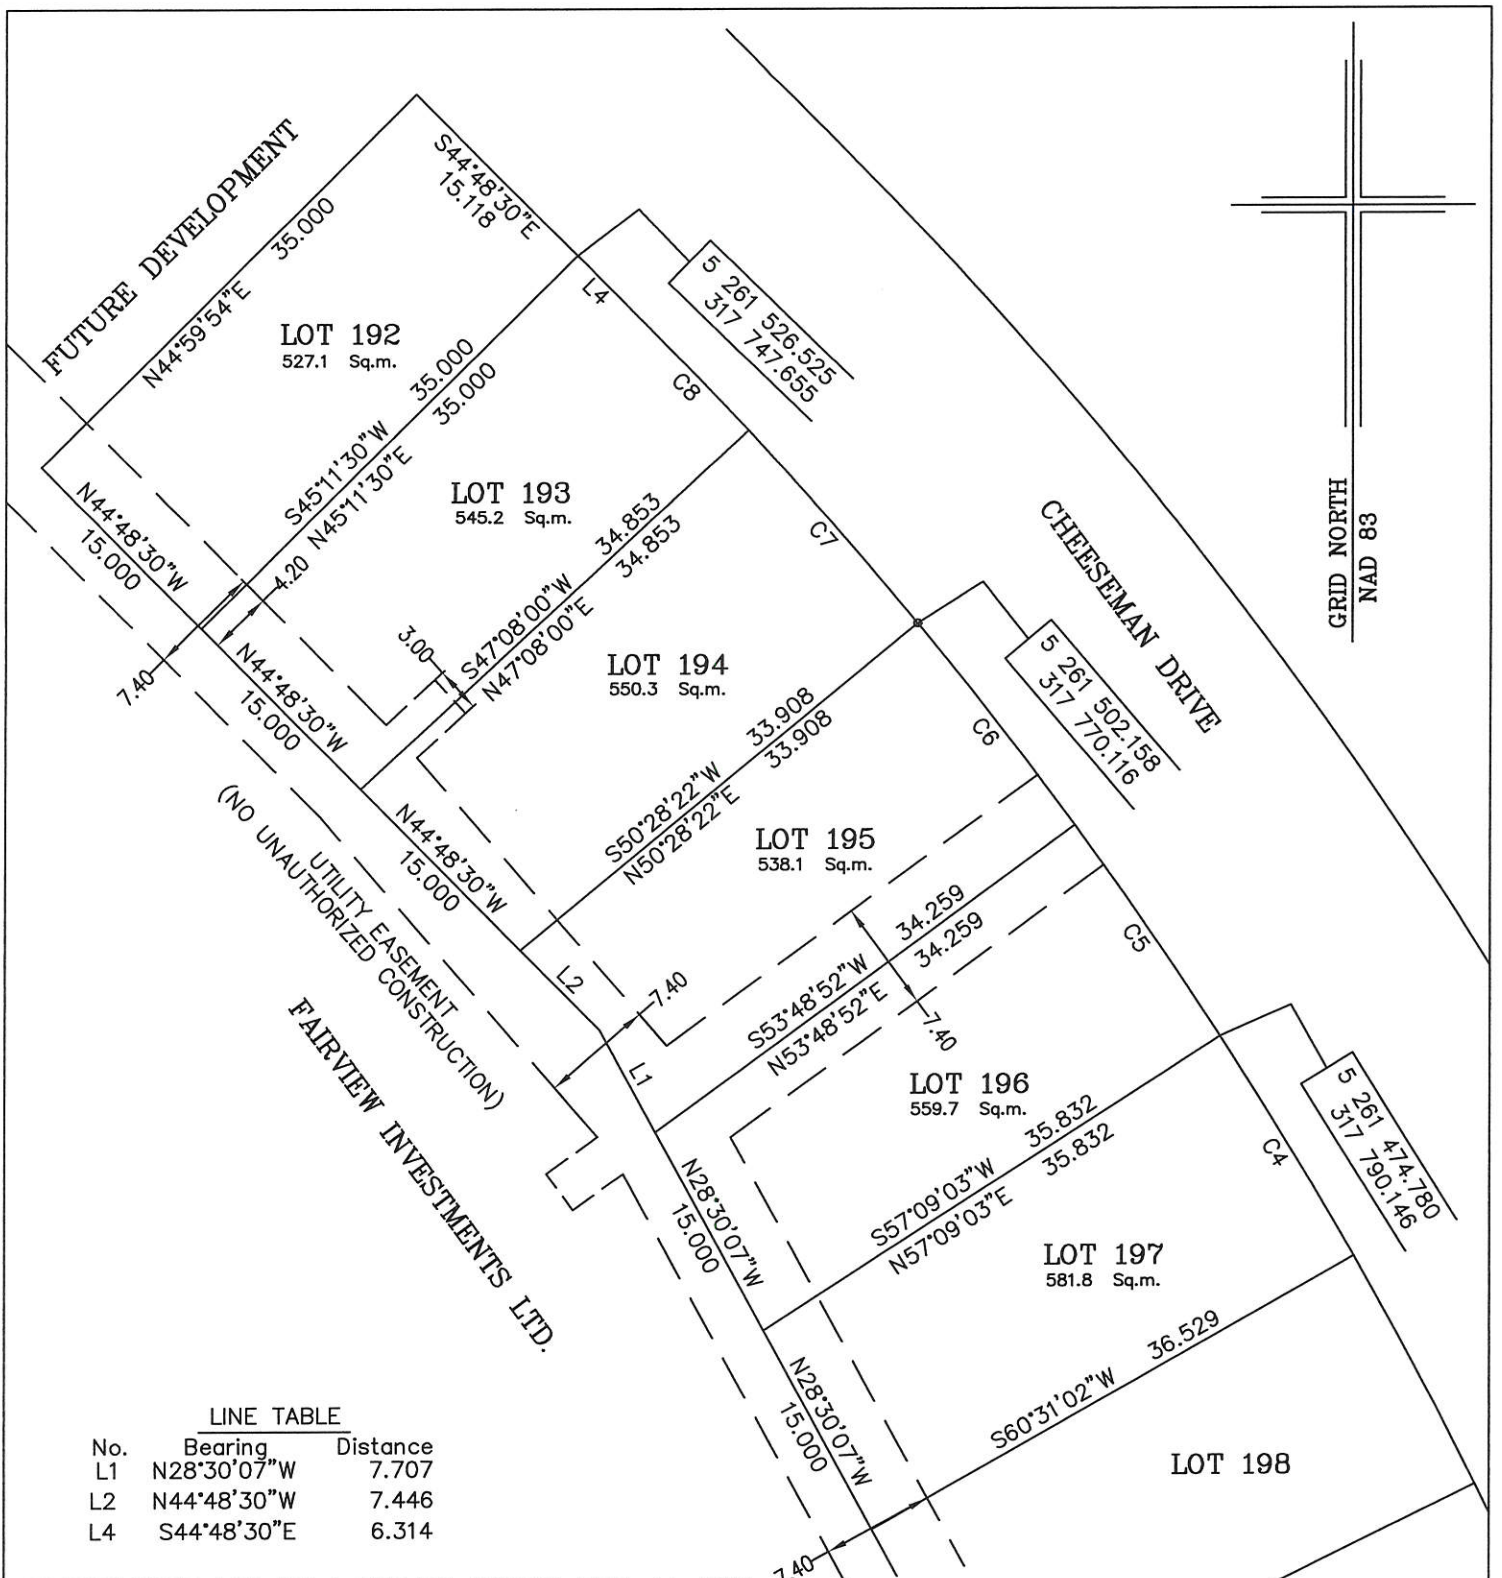 FUTURE DEVELOPMENT
S44°48'30"E
15.118
N44°59'54"E 35.000
LOT 192
527.1 Sq.m.
L4
5 261 526.525
317 747.655
C8
S45°11'30"W 35.000
N45°11'30"E 35.000
N44°48'30"W
15.000
LOT 193
545.2 Sq.m.
4.20
7.40
3.00
S47°08'00"W 34.853
N47°08'00"E 34.853
N44°48'30"W
15.000
C7
CHEESEMAN DRIVE
GRID NORTH
NAD 83
LOT 194
550.3 Sq.m.
5 261 502.158
317 770.116
C6
S50°28'22"W 33.908
N50°28'22"E 33.908
N44°48'30"W
15.000
UTILITY EASEMENT
(NO UNAUTHORIZED CONSTRUCTION)
LOT 195
538.1 Sq.m.
L2
7.40
L1
S53°48'52"W 34.259
N53°48'52"E 34.259
7.40
C5
FAIRVIEW INVESTMENTS LTD.
LOT 196
559.7 Sq.m.
N28°30'07"W
15.000
S57°09'03"W 35.832
N57°09'03"E 35.832
5 261 474.780
317 790.146
C4
LOT 197
581.8 Sq.m.
N28°30'07"W
15.000
S60°31'02"W 36.529
LOT 198
7.40
LINE TABLE
No. Bearing Distance
L1 N28°30'07"W 7.707
L2 N44°48'30"W 7.446
L4 S44°48'30"E 6.314